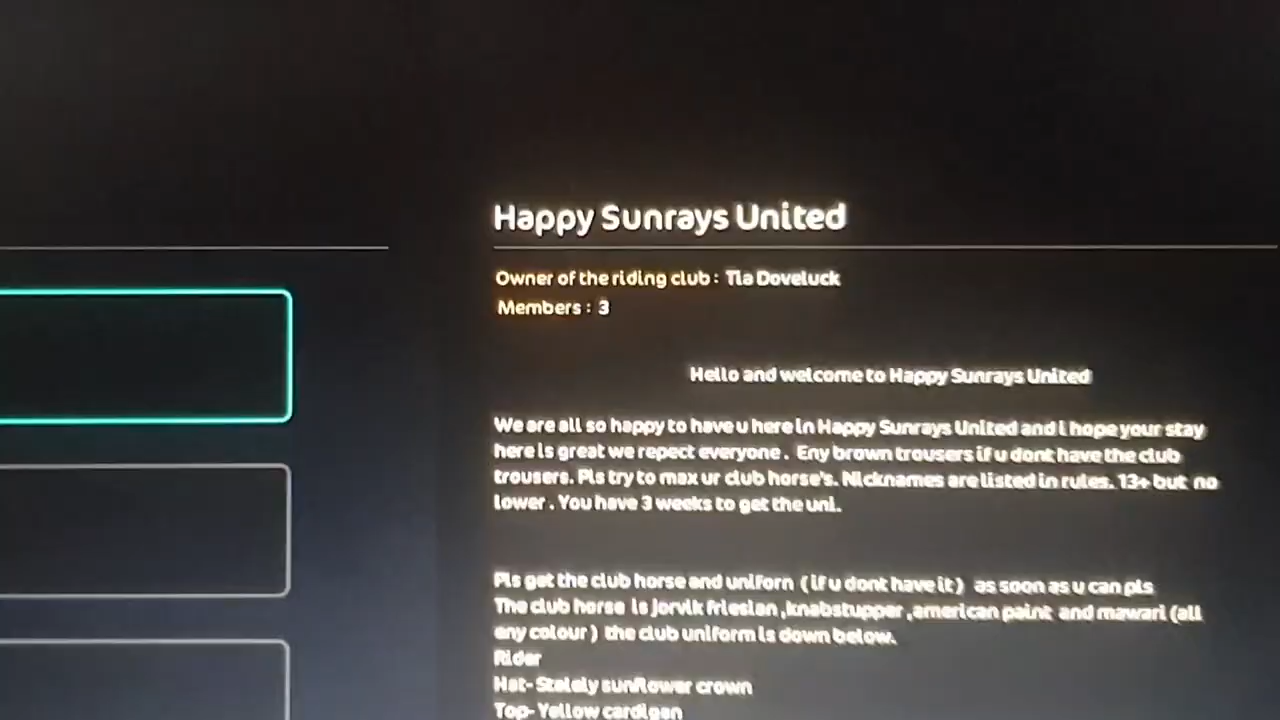 Happy Sunrays United
Owner of the riding club : Tia Doveluck
Members : 3
Hello and welcome to Happy Sunrays United
We are all so happy to have u here in Happy Sunrays United and i hope your stay
here is great we repect everyone . Eny brown trousers if u dont have the club
trousers. Pls try to max ur club horse's. Nicknames are listed in rules. 13+ but no
lower . You have 3 weeks to get the uni.
Pls get the club horse and uniforn ( if u dont have it ) as soon as u can pls
The club horse is jorvik friesian ,knabstupper ,american paint and mawari (all
eny colour ) the club uniform is down below.
Rider
Hat- Stalely sunflower crown
Top- Yellow cardigan